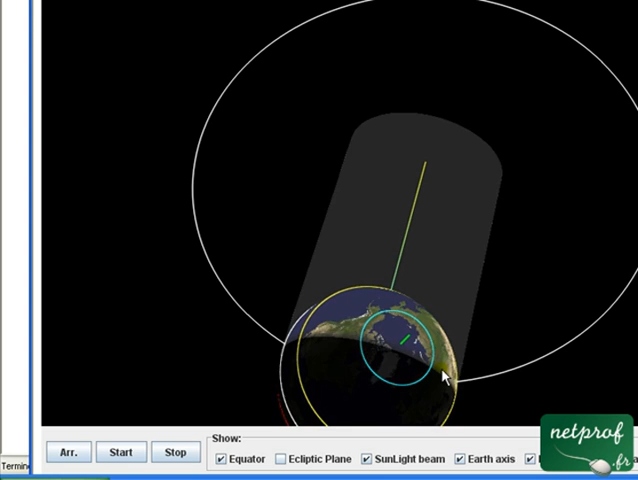 Show:
Arr.
Start
Stop
Equator
Ecliptic Plane
SunLight beam
Earth axis
netprof
.fr